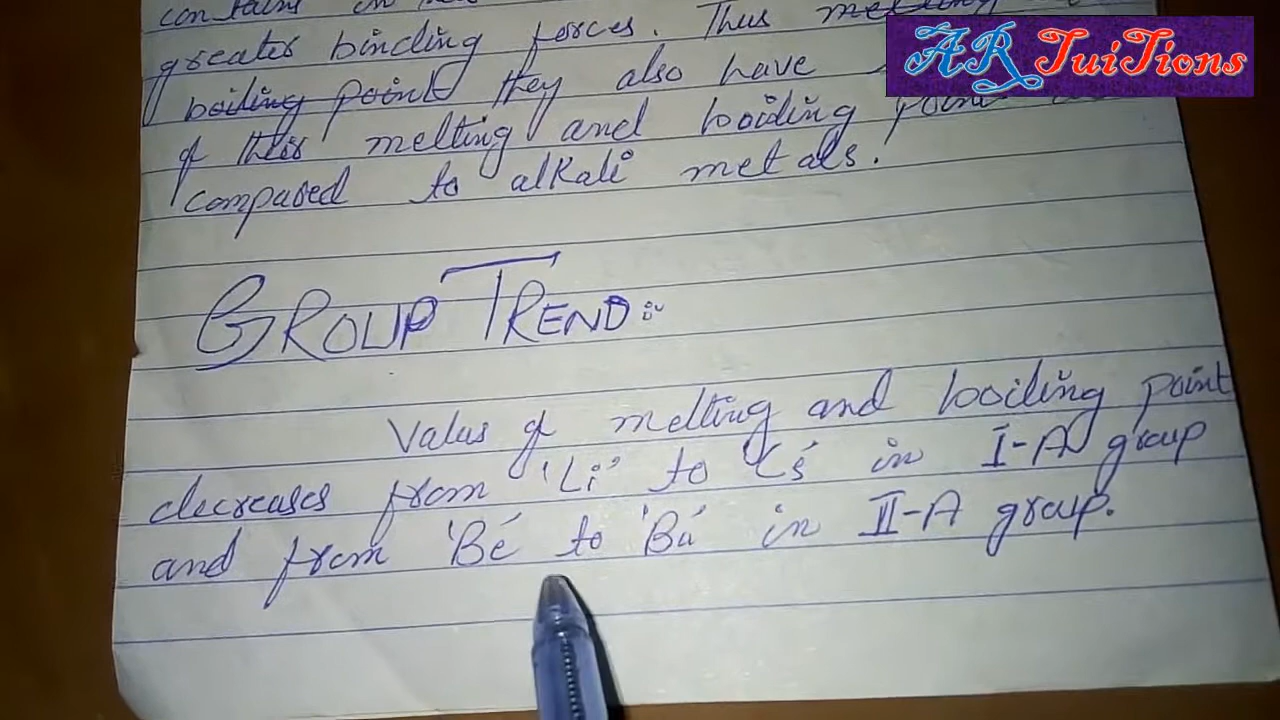 AR TuiTions
greater binding forces. Thus melting
boiling point they also have
of their melting and boiling point
compared to alkali metals.
GROUP TREND:
Values of melting and boiling point
decreases from 'Li' to 'Cs' in I-A group
and from 'Be' to 'Ba' in II-A group.